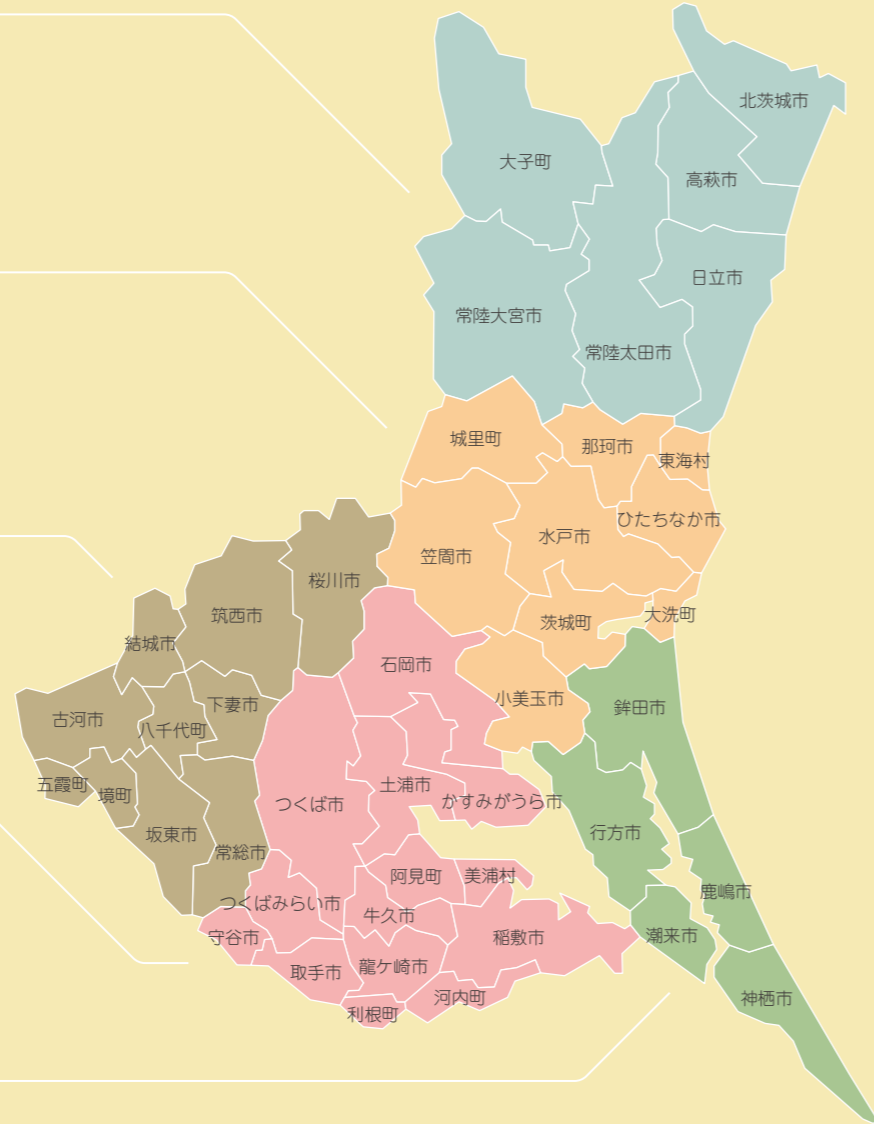 北茨城市
大子町
高萩市
日立市
常陸大宮市
常陸太田市
城里町
那珂市
東海村
ひたちなか市
水戸市
笠間市
桜川市
茨城町
大洗町
筑西市
結城市
石岡市
小美玉市
下妻市
鉾田市
古河市
八千代町
五霞町
境町
土浦市
かすみがうら市
つくば市
坂東市
行方市
常総市
阿見町
美浦村
鹿嶋市
つくばみらい市
牛久市
守谷市
稲敷市
潮来市
取手市
龍ケ崎市
河内町
神栖市
利根町